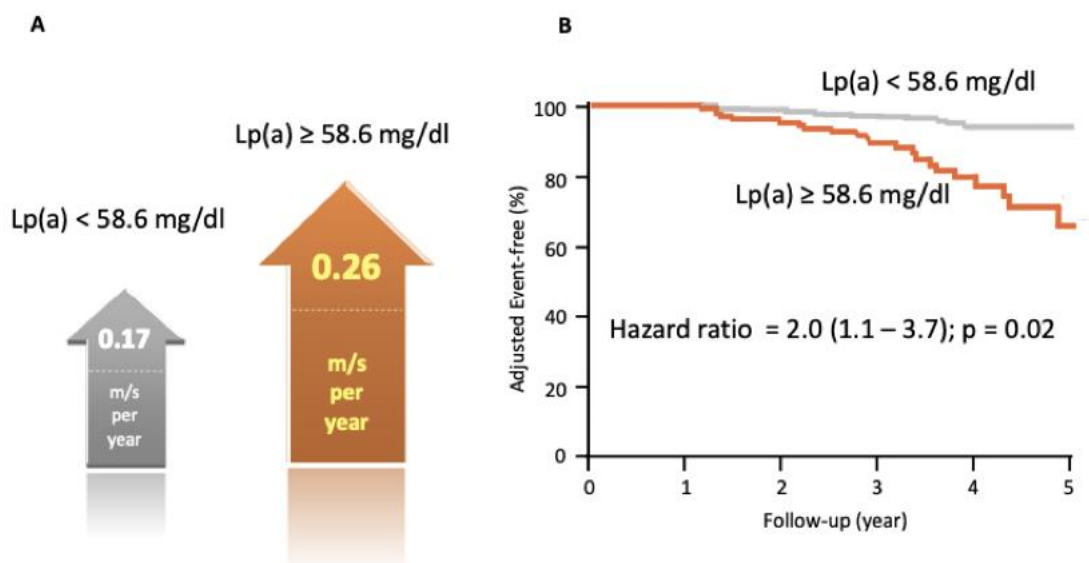 A
Lp(a) < 58.6 mg/dl
0.17
m/s
per
year
Lp(a) ≥ 58.6 mg/dl
0.26
m/s
per
year
B
Adjusted Event-free (%)
100
80
60
40
20
0
Lp(a) < 58.6 mg/dl
Lp(a) ≥ 58.6 mg/dl
Hazard ratio = 2.0 (1.1 – 3.7); p = 0.02
0 1 2 3 4 5
Follow-up (year)